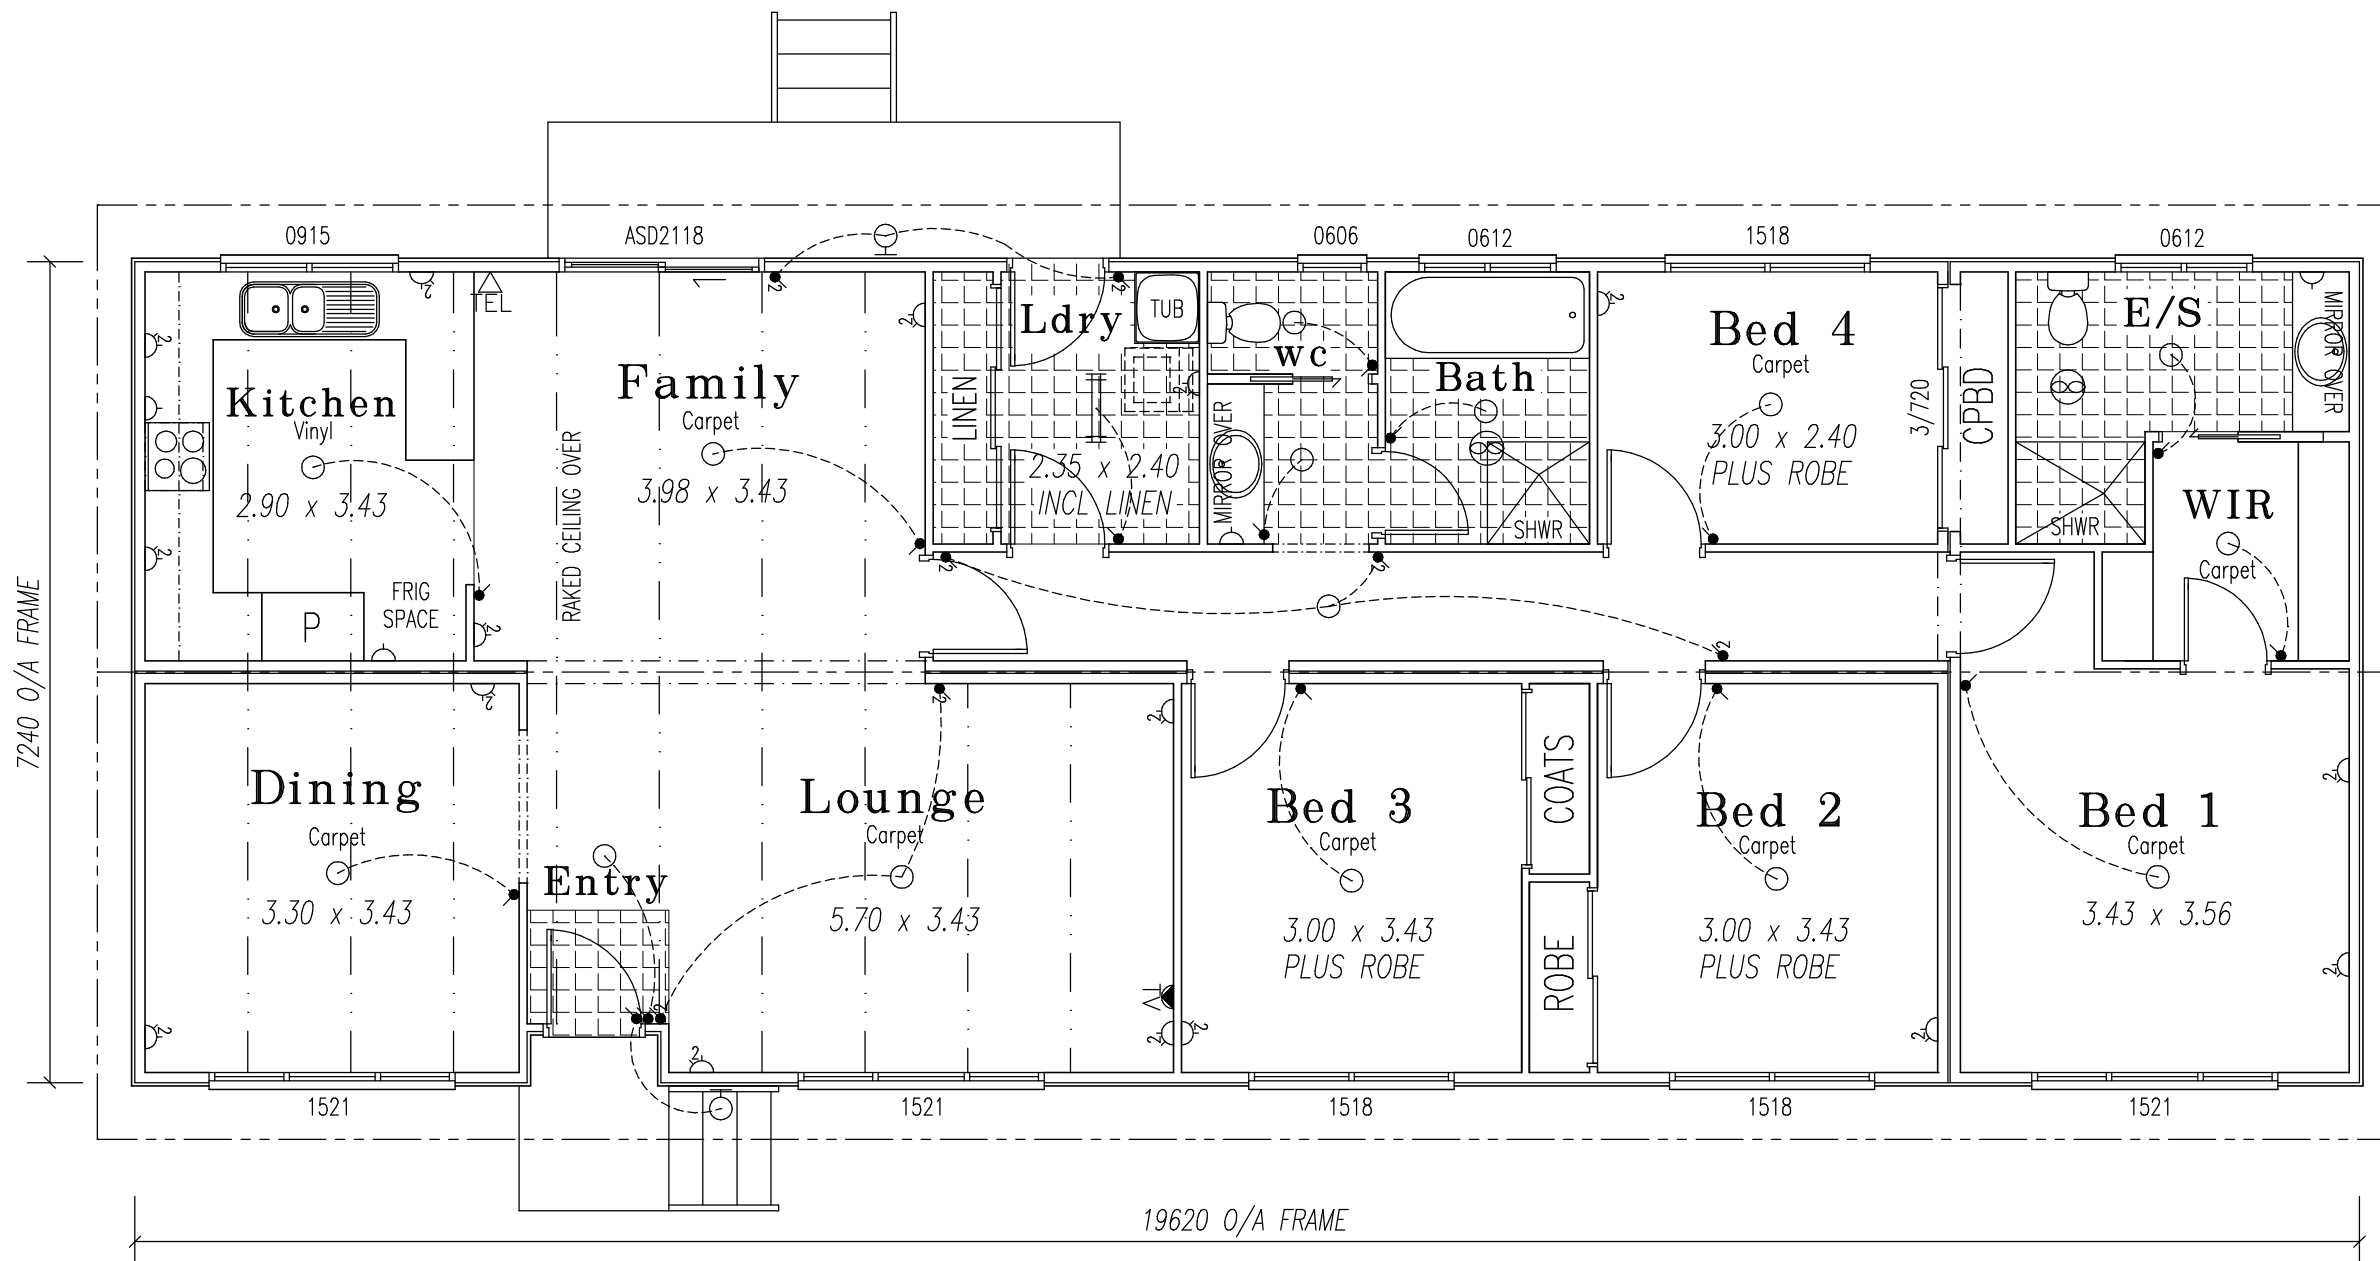 0915
ASD2118
0606
0612
1518
0612
TEL
TUB
Ldry
Kitchen
Vinyl
2.90 x 3.43
Family
Carpet
3.98 x 3.43
RAKED CEILING OVER
LINEN
2.35 x 2.40
INCL LINEN
wc
MIRROR OVER
Bath
SHWR
Bed 4
Carpet
3.00 x 2.40
PLUS ROBE
3/720
CPBD
E/S
MIRROR OVER
SHWR
WIR
Carpet
FRIG
SPACE
P
7240 O/A FRAME
Dining
Carpet
3.30 x 3.43
Entry
Lounge
Carpet
5.70 x 3.43
TV
Bed 3
Carpet
3.00 x 3.43
PLUS ROBE
COATS
ROBE
Bed 2
Carpet
3.00 x 3.43
PLUS ROBE
Bed 1
Carpet
3.43 x 3.56
1521
1521
1518
1518
1521
19620 O/A FRAME